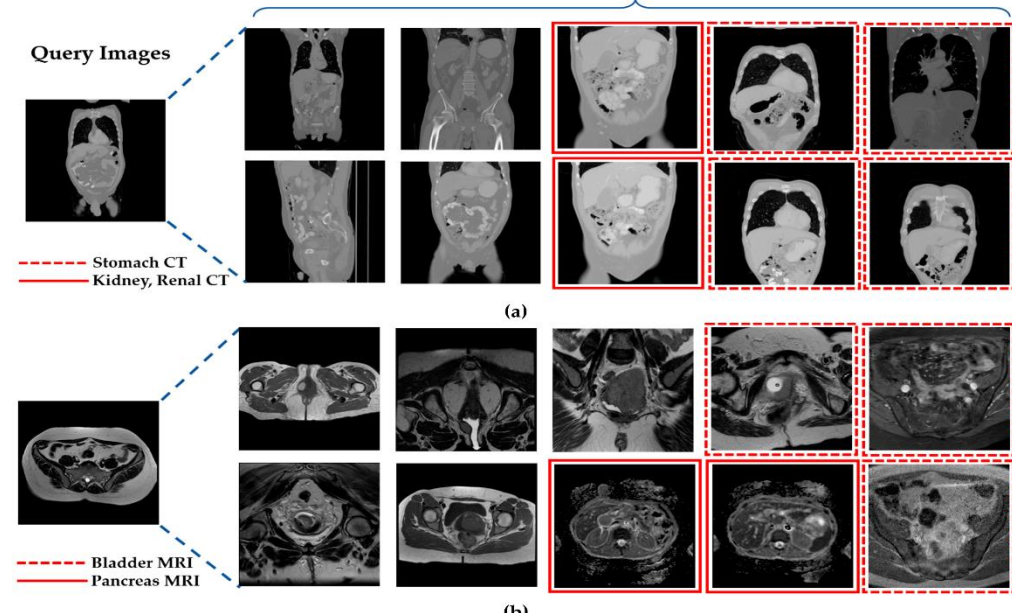 Query Images
Stomach CT
Kidney, Renal CT
(a)
Bladder MRI
Pancreas MRI
(b)